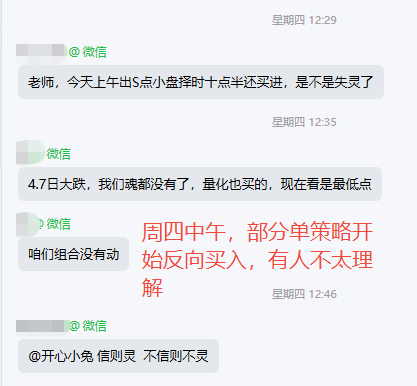 星期四 12:29
@ 微信
老师，今天上午出S点小盘择时十点半还买进，是不是失灵了
星期四 12:35
微信
4.7日大跌，我们魂都没有了，量化也买的，现在看是最低点
微信
咱们组合没有动
周四中午，部分单策略开
始反向买入，有人不太理
解
星期四 12:46
@ 微信
@开心小兔 信则灵  不信则不灵